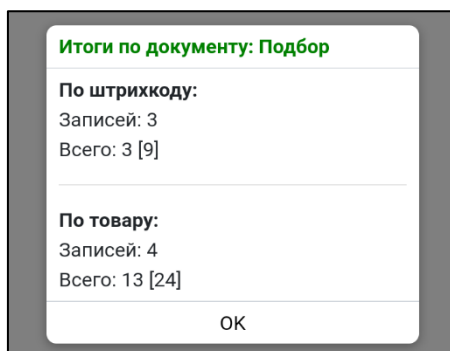 Итоги по документу: Подбор
По штрихкоду:
Записей: 3
Всего: 3 [9]
По товару:
Записей: 4
Всего: 13 [24]
OK